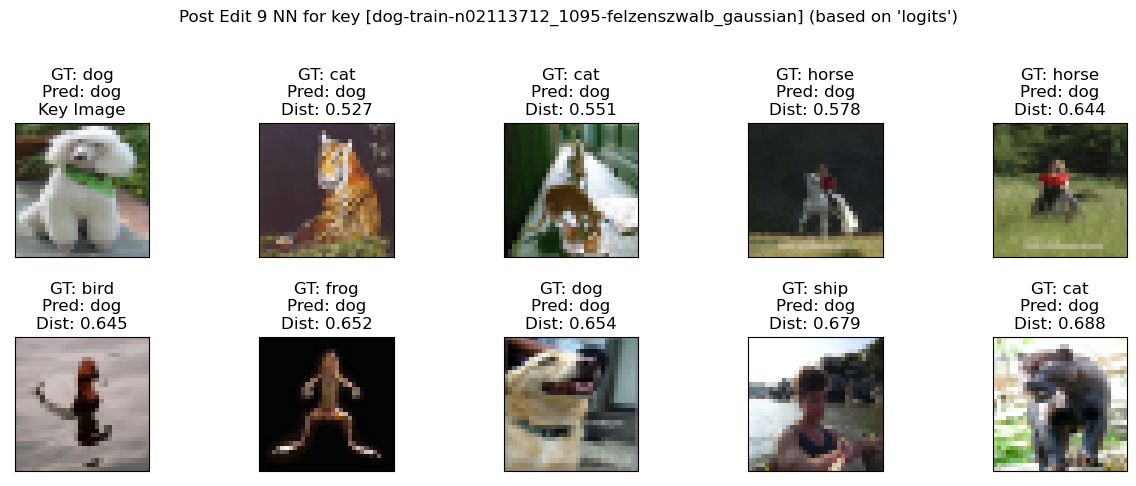 Post Edit 9 NN for key [dog-train-n02113712_1095-felzenszwalb_gaussian] (based on 'logits')
GT: dog
Pred: dog
Key Image
GT: cat
Pred: dog
Dist: 0.527
GT: cat
Pred: dog
Dist: 0.551
GT: horse
Pred: dog
Dist: 0.578
GT: horse
Pred: dog
Dist: 0.644
GT: bird
Pred: dog
Dist: 0.645
GT: frog
Pred: dog
Dist: 0.652
GT: dog
Pred: dog
Dist: 0.654
GT: ship
Pred: dog
Dist: 0.679
GT: cat
Pred: dog
Dist: 0.688